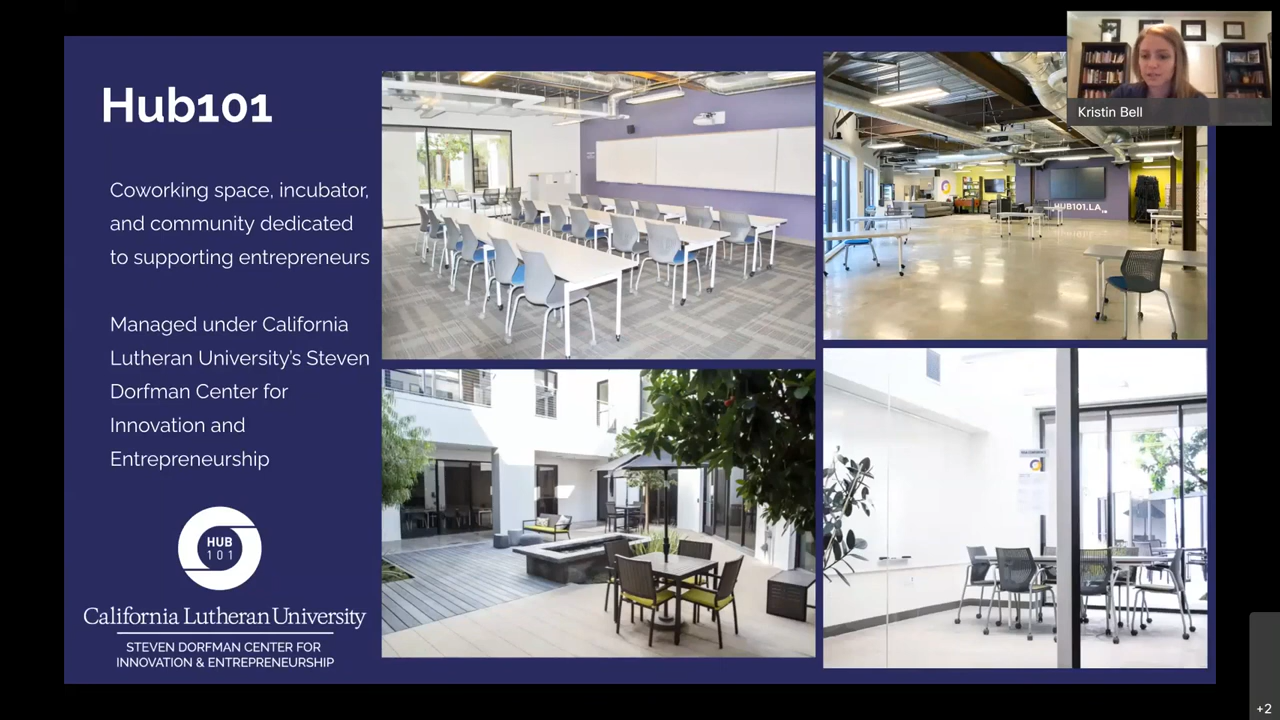 Hub101
Coworking space, incubator,
and community dedicated
to supporting entrepreneurs
Managed under California
Lutheran University's Steven
Dorfman Center for
Innovation and
Entrepreneurship
HUB
101
California Lutheran University
STEVEN DORFMAN CENTER FOR
INNOVATION & ENTREPRENEURSHIP
HUB101.LA
Kristin Bell
+2